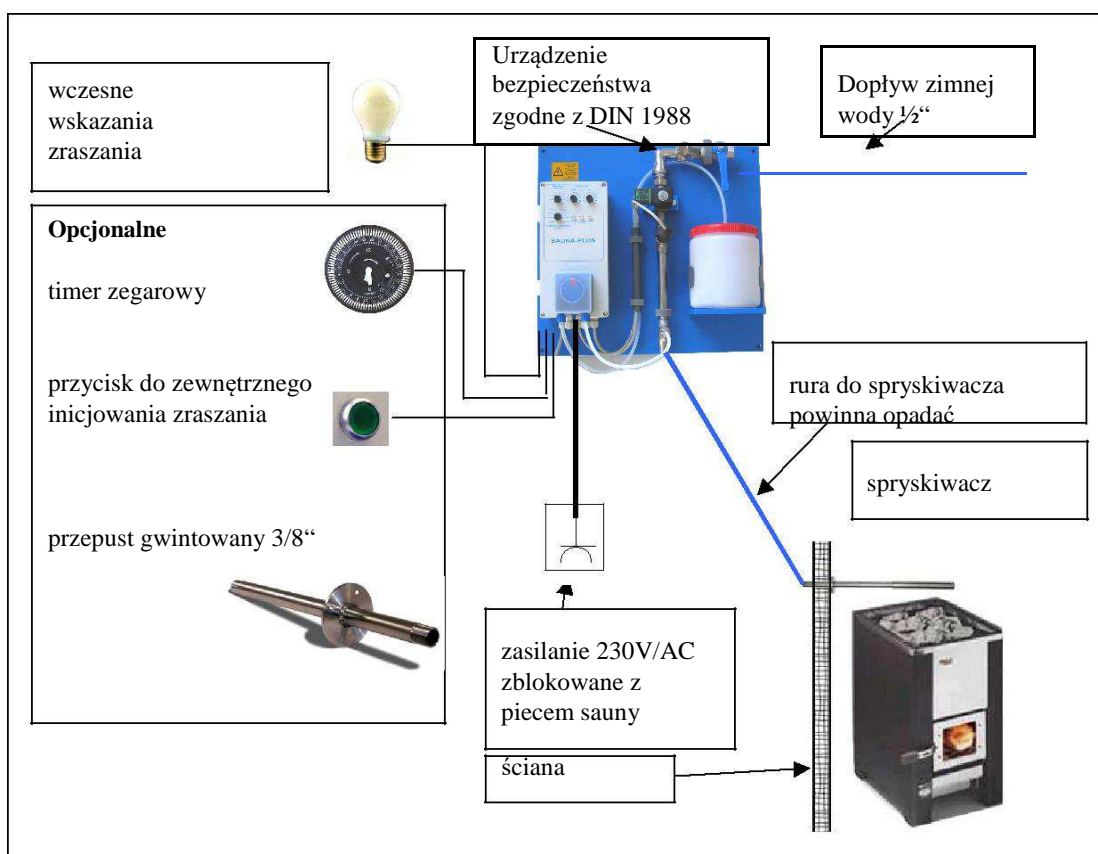 wczesne
wskazania
zraszania
Urządzenie
bezpieczeństwa
zgodne z DIN 1988
Dopływ zimnej
wody ½“
Opcjonalne
timer zegarowy
przycisk do zewnętrznego
inicjowania zraszania
przepust gwintowany 3/8“
SAUNA-PLUS
rura do spryskiwacza
powinna opadać
spryskiwacz
zasilanie 230V/AC
zblokowane z
piecem sauny
ściana